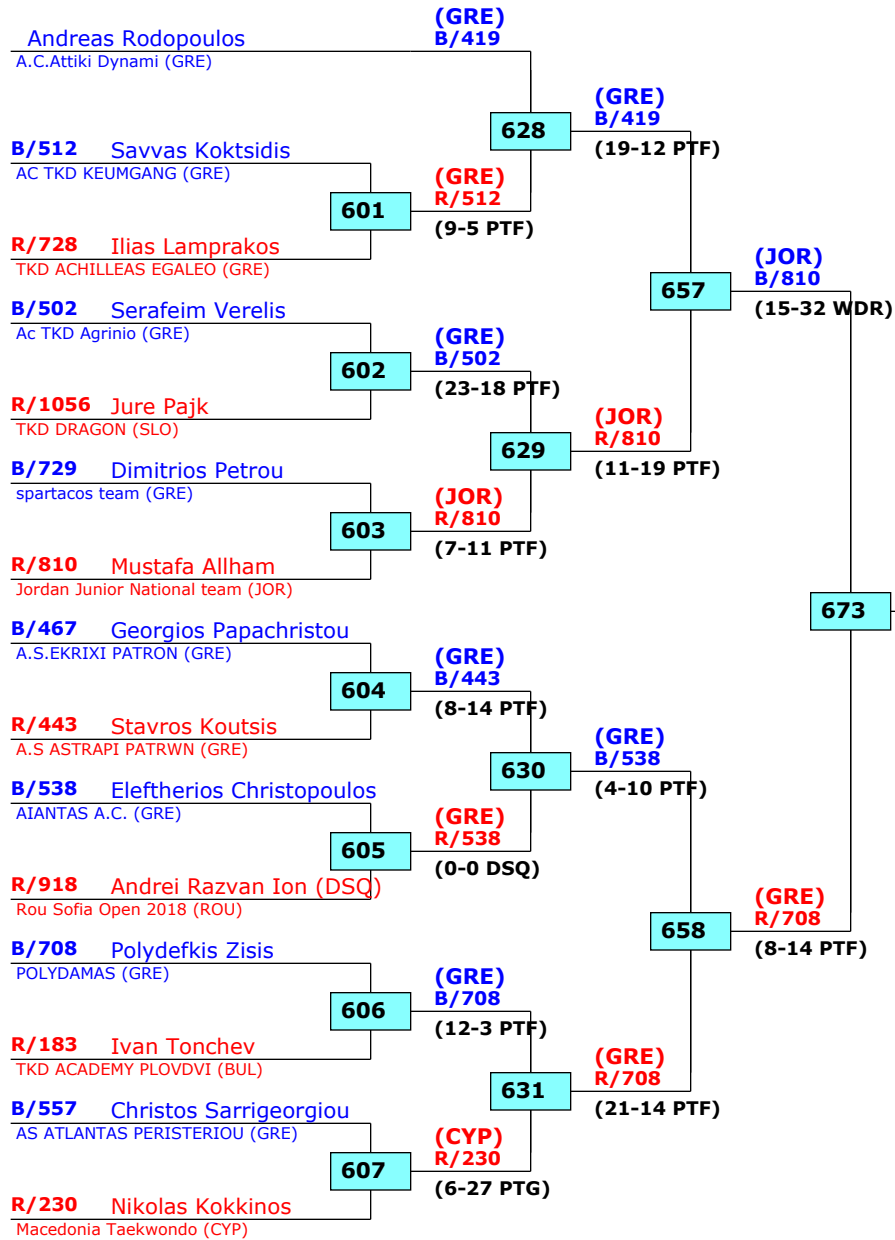 Andreas Rodopoulos
A.C.Attiki Dynami (GRE)
(GRE)
B/419
628
(GRE)
B/419
(19-12 PTF)
B/512 Savvas Koktsidis
AC TKD KEUMGANG (GRE)
601
(GRE)
R/512
(9-5 PTF)
R/728 Ilias Lamprakos
TKD ACHILLEAS EGALEO (GRE)
657
(JOR)
B/810
(15-32 WDR)
B/502 Serafeim Verelis
Ac TKD Agrinio (GRE)
602
(GRE)
B/502
(23-18 PTF)
R/1056 Jure Pajk
TKD DRAGON (SLO)
629
(JOR)
R/810
(11-19 PTF)
B/729 Dimitrios Petrou
spartacos team (GRE)
603
(JOR)
R/810
(7-11 PTF)
R/810 Mustafa Allham
Jordan Junior National team (JOR)
673
B/467 Georgios Papachristou
A.S.EKRIXI PATRON (GRE)
604
(GRE)
B/443
(8-14 PTF)
R/443 Stavros Koutsis
A.S ASTRAPI PATRWN (GRE)
630
(GRE)
B/538
(4-10 PTF)
B/538 Eleftherios Christopoulos
AIANTAS A.C. (GRE)
605
(GRE)
R/538
(0-0 DSQ)
R/918 Andrei Razvan Ion (DSQ)
Rou Sofia Open 2018 (ROU)
658
(GRE)
R/708
(8-14 PTF)
B/708 Polydefkis Zisis
POLYDAMAS (GRE)
606
(GRE)
B/708
(12-3 PTF)
R/183 Ivan Tonchev
TKD ACADEMY PLOVDVI (BUL)
631
(GRE)
R/708
(21-14 PTF)
B/557 Christos Sarrigeorgiou
AS ATLANTAS PERISTERIOU (GRE)
607
(CYP)
R/230
(6-27 PTG)
R/230 Nikolas Kokkinos
Macedonia Taekwondo (CYP)